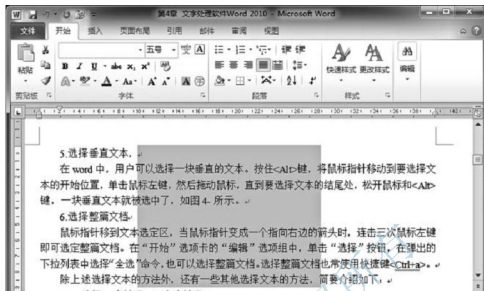 第4章 文字处理软件Word 2010 - Microsoft Word
文件 开始 插入 页面布局 引用 邮件 审阅 视图
五号
粘贴 快速样式 更改样式 编辑
剪贴板 字体 段落 样式
5.选择垂直文本。
在 word 中，用户可以选择一块垂直的文本。按住<Alt>键，将鼠标指针移动到要选择文
本的开始位置，单击鼠标左键，然后拖动鼠标，直到要选择文本的结尾处，松开鼠标和<Alt>
键，一块垂直文本就被选中了，如图 4- 所示。
6.选择整篇文档
鼠标指针移到文本选定区，当鼠标指针变成一个指向右边的箭头时，连击三次鼠标左键
即可选定整篇文档。在“开始”选项卡的“编辑”选项组中，单击“选择”按钮，在弹出的
下拉列表中选择“全选”命令，也可以选择整篇文档。选择整篇文档也常使用快捷键<Ctrl+a>。
除上述选择文本的方法外，还有一些其他选择文本的方法，简要介绍如下，